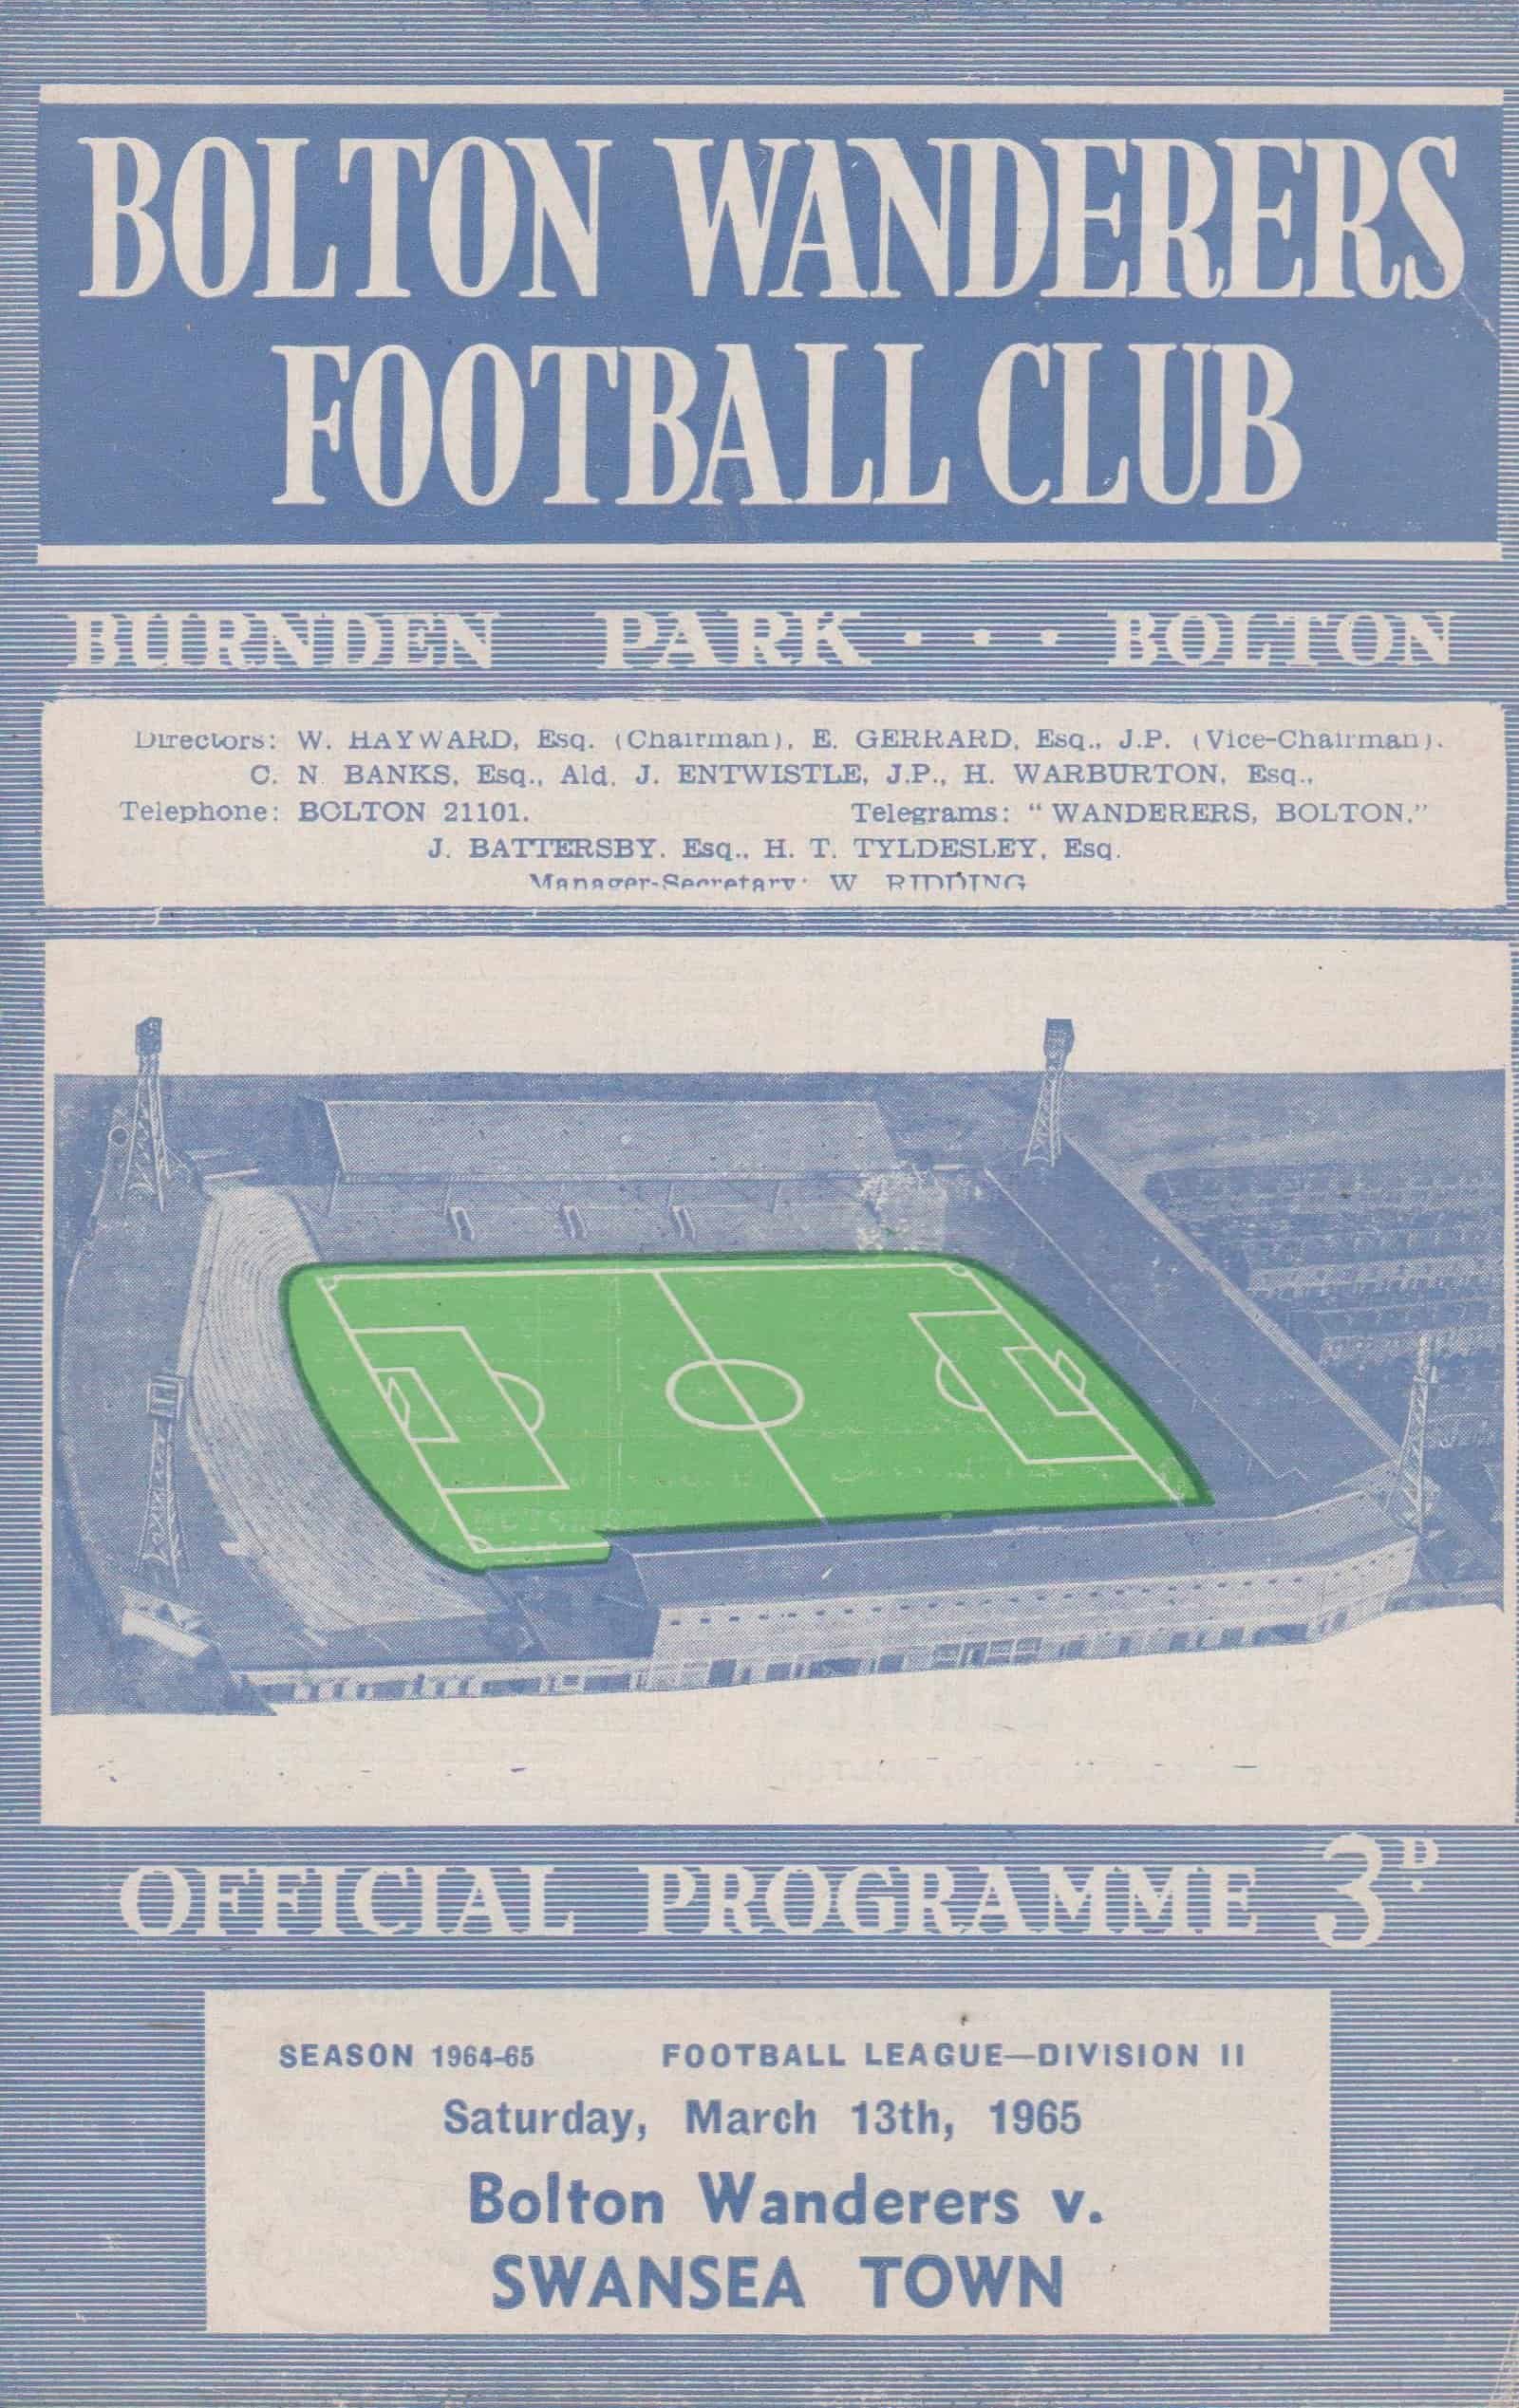 BOLTON WANDERERS
FOOTBALL CLUB
BURNDEN PARK . . . BOLTON
Directors: W. HAYWARD, Esq. (Chairman), E. GERRARD, Esq., J.P. (Vice-Chairman).
C. N. BANKS, Esq., Ald. J. ENTWISTLE, J.P., H. WARBURTON, Esq.,
Telephone: BOLTON 21101. Telegrams: "WANDERERS, BOLTON."
J. BATTERSBY, Esq., H. T. TYLDESLEY, Esq.
Manager-Secretary: W. RIDDING
OFFICIAL PROGRAMME 3D.
SEASON 1964-65 FOOTBALL LEAGUE—DIVISION II
Saturday, March 13th, 1965
Bolton Wanderers v.
SWANSEA TOWN